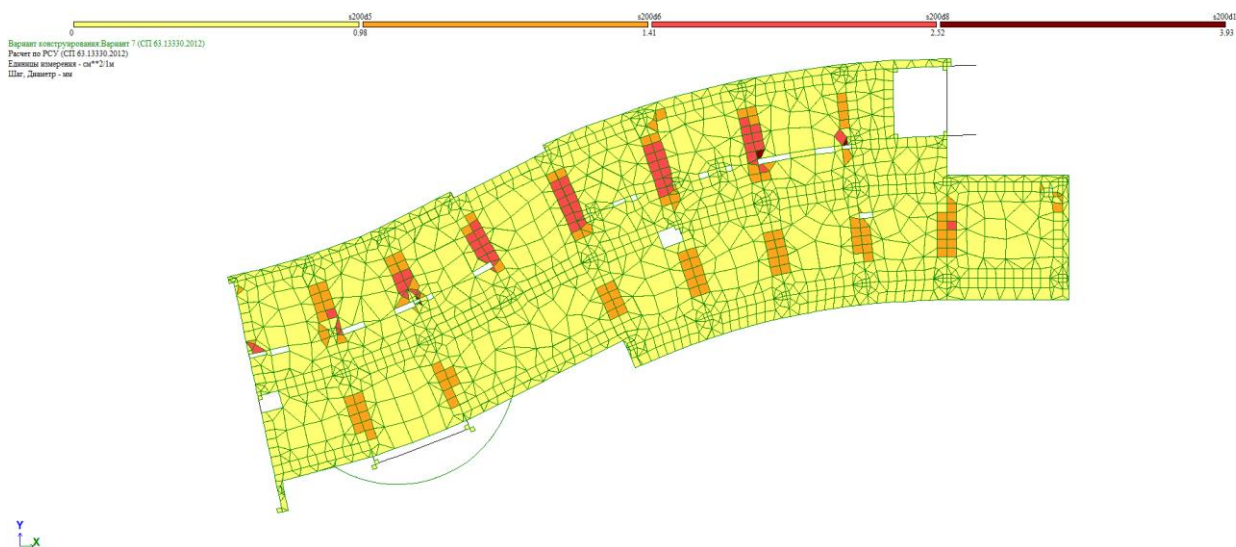 s200d5 s200d6 s200d8 s200d1
0 0.98 1.41 2.52 3.93
Вариант конструирования:Вариант 7 (СП 63.13330.2012)
Расчет по РСУ (СП 63.13330.2012)
Единицы измерения - см**2/1м
Шаг, Диаметр - мм
Y
X